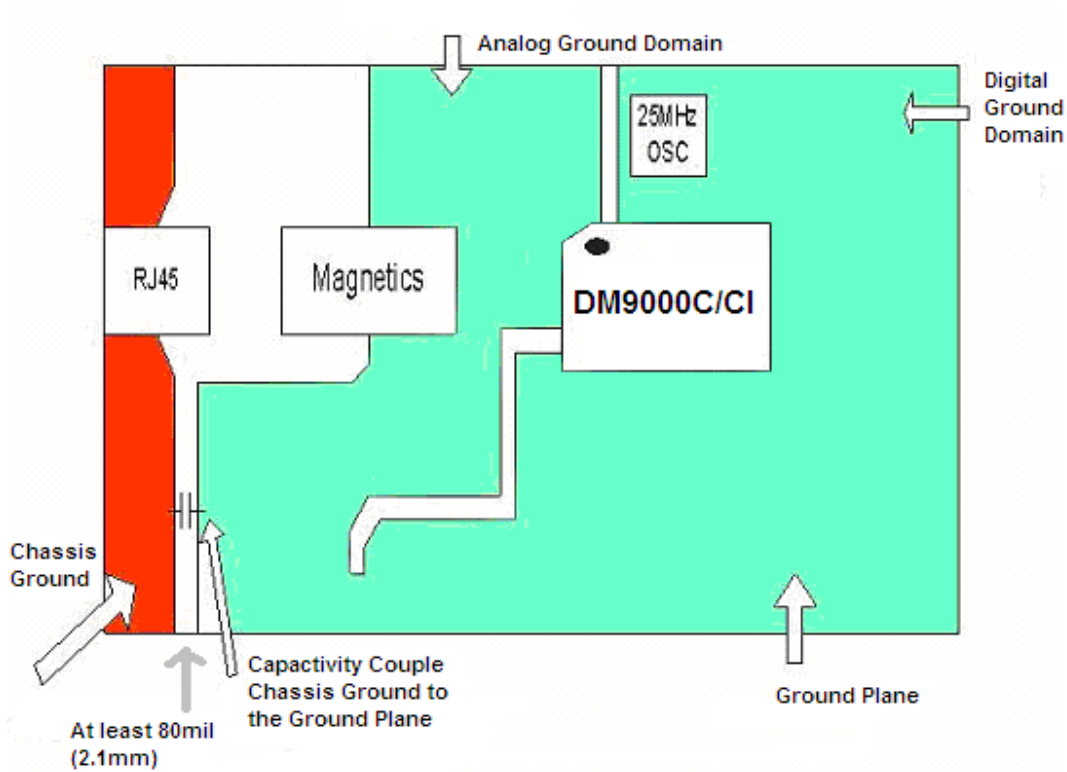 Analog Ground Domain
Digital
Ground
Domain
25MHz
OSC
RJ45
Magnetics
DM9000C/CI
Chassis
Ground
Capactivity Couple
Chassis Ground to
the Ground Plane
Ground Plane
At least 80mil
(2.1mm)